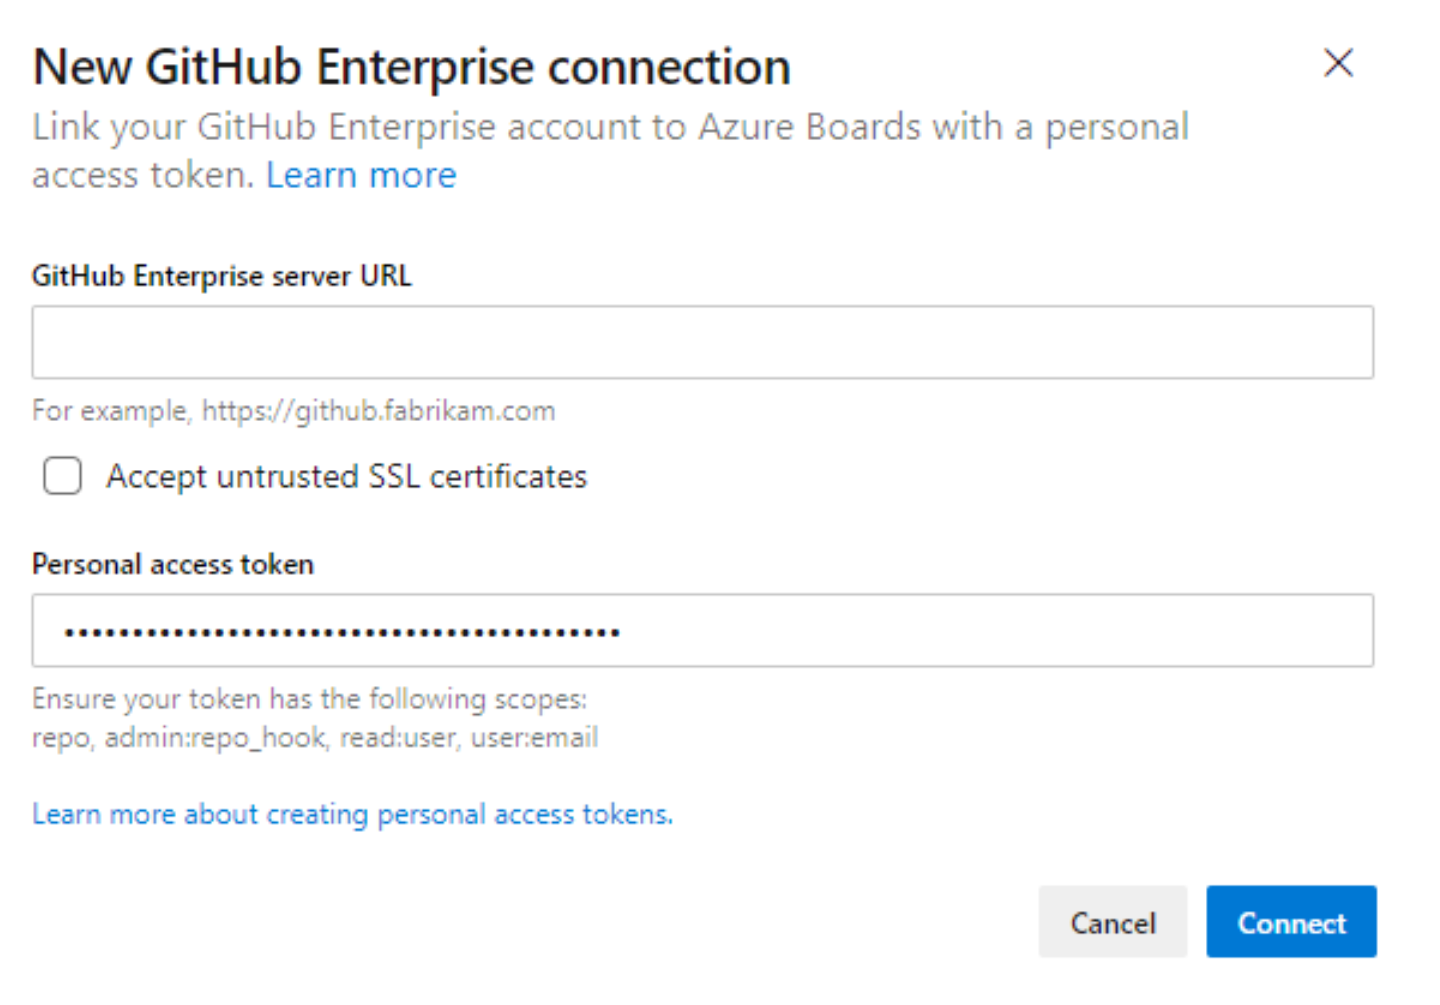 New GitHub Enterprise connection
Link your GitHub Enterprise account to Azure Boards with a personal
access token. Learn more
GitHub Enterprise server URL
For example, https://github.fabrikam.com
Accept untrusted SSL certificates
Personal access token
•••••••••••••••••••••••••••••••••••••••••
Ensure your token has the following scopes:
repo, admin:repo_hook, read:user, user:email
Learn more about creating personal access tokens.
Cancel
Connect